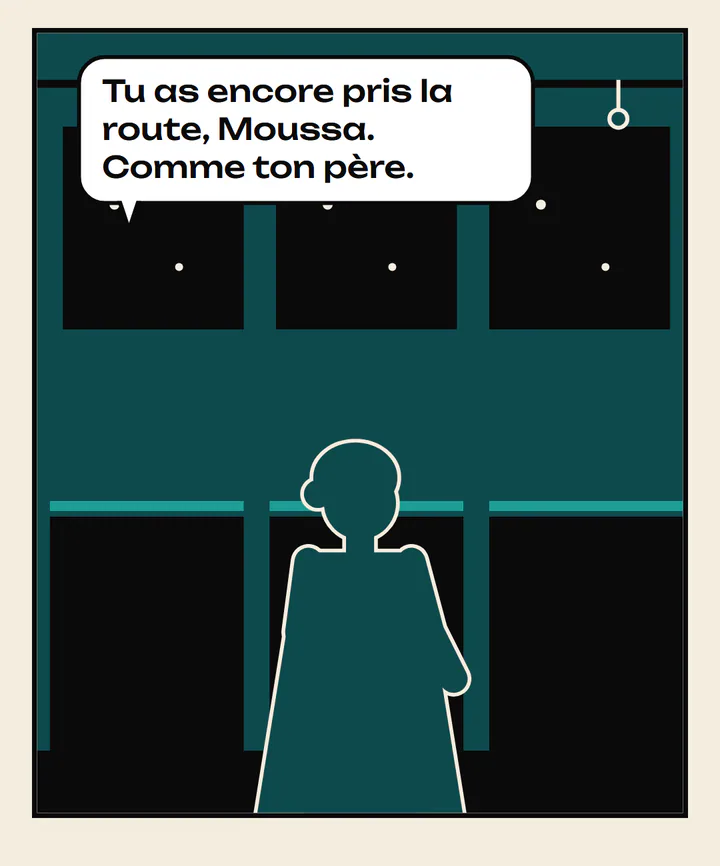 Tu as encore pris la
route, Moussa.
Comme ton père.